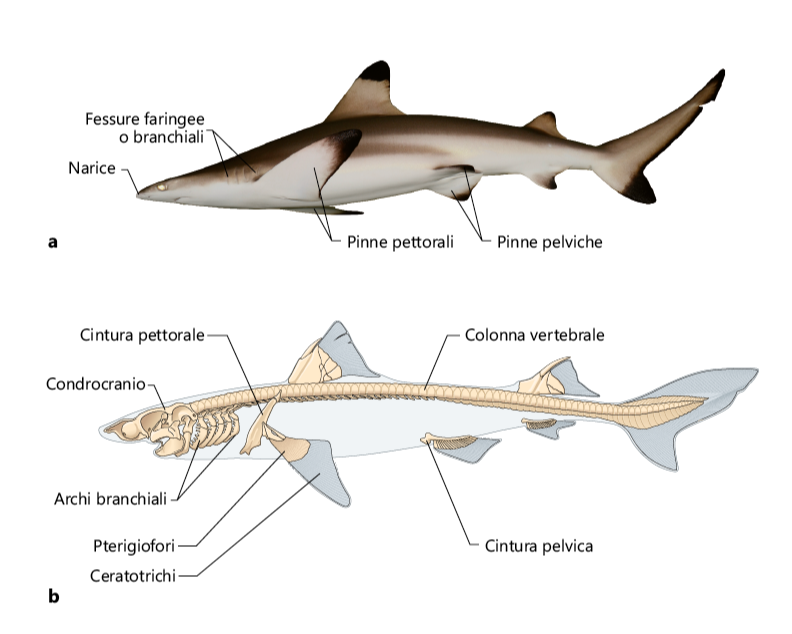 Fessure faringee
o branchiali
Narice
a
Pinne pettorali
Pinne pelviche
Cintura pettorale
Colonna vertebrale
Condrocranio
Archi branchiali
Pterigiofori
Cintura pelvica
Ceratotrichi
b